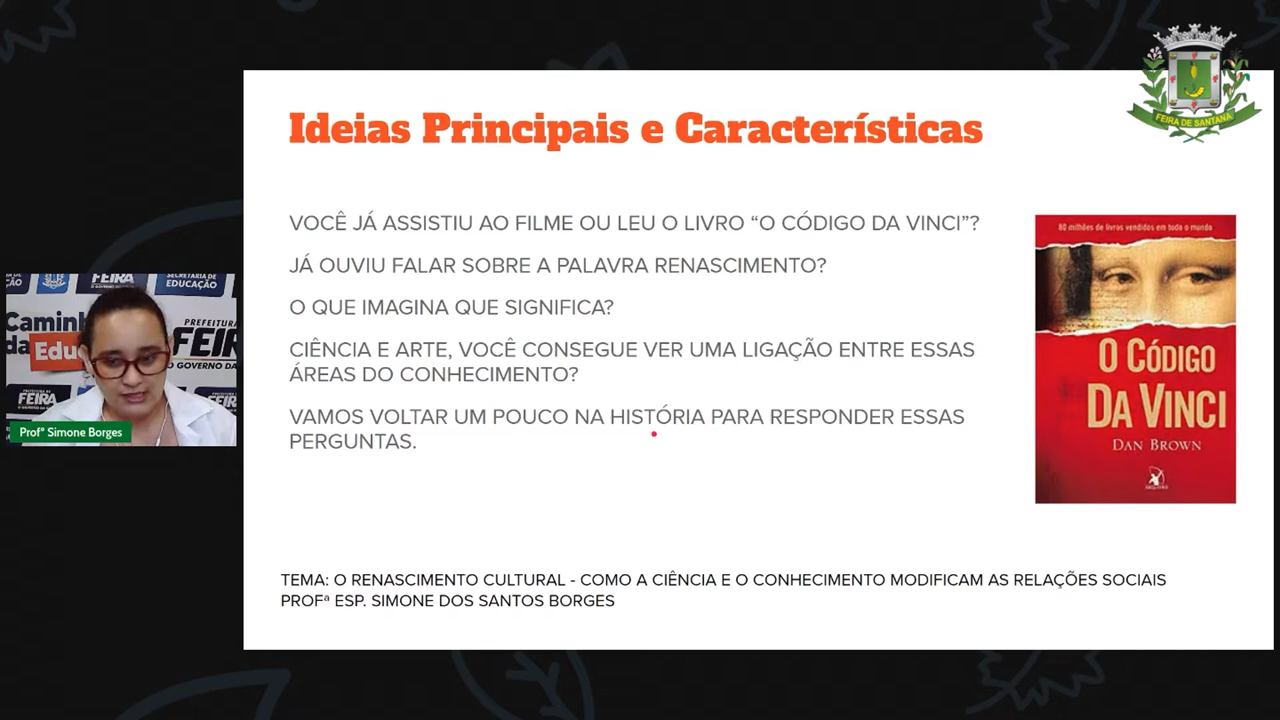 FEIRA DE SANTANA
Ideias Principais e Características
VOCÊ JÁ ASSISTIU AO FILME OU LEU O LIVRO “O CÓDIGO DA VINCI”?
JÁ OUVIU FALAR SOBRE A PALAVRA RENASCIMENTO?
O QUE IMAGINA QUE SIGNIFICA?
CIÊNCIA E ARTE, VOCÊ CONSEGUE VER UMA LIGAÇÃO ENTRE ESSAS
ÁREAS DO CONHECIMENTO?
VAMOS VOLTAR UM POUCO NA HISTÓRIA PARA RESPONDER ESSAS
PERGUNTAS.
80 milhões de livros vendidos em todo o mundo
O CÓDIGO
DA VINCI
DAN BROWN
FEIRA
SECRETARIA DE
EDUCAÇÃO
Caminh
da Edu
PREFEITURA
FEIR
O GOVERNO DA
FEIRA
Profª Simone Borges
TEMA: O RENASCIMENTO CULTURAL - COMO A CIÊNCIA E O CONHECIMENTO MODIFICAM AS RELAÇÕES SOCIAIS
PROFª ESP. SIMONE DOS SANTOS BORGES